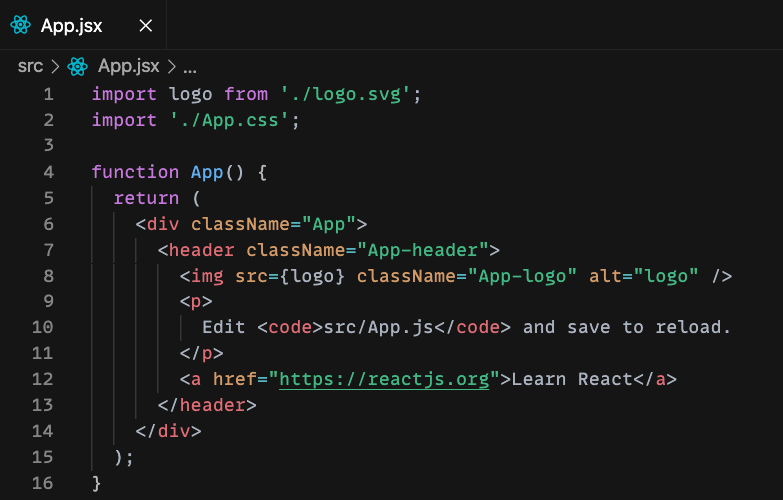 App.jsx
src > App.jsx > ...
1 import logo from './logo.svg';
2 import './App.css';
3
4 function App() {
5   return (
6     <div className="App">
7       <header className="App-header">
8         <img src={logo} className="App-logo" alt="logo" />
9         <p>
10           Edit <code>src/App.js</code> and save to reload.
11         </p>
12         <a href="https://reactjs.org">Learn React</a>
13       </header>
14     </div>
15   );
16 }